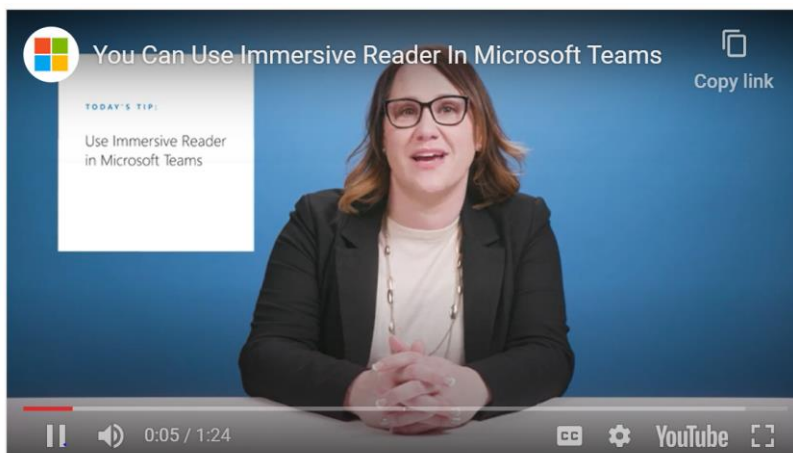 You Can Use Immersive Reader In Microsoft Teams
Copy link
TODAY'S TIP:
Use Immersive Reader
in Microsoft Teams
0:05 / 1:24
CC
YouTube